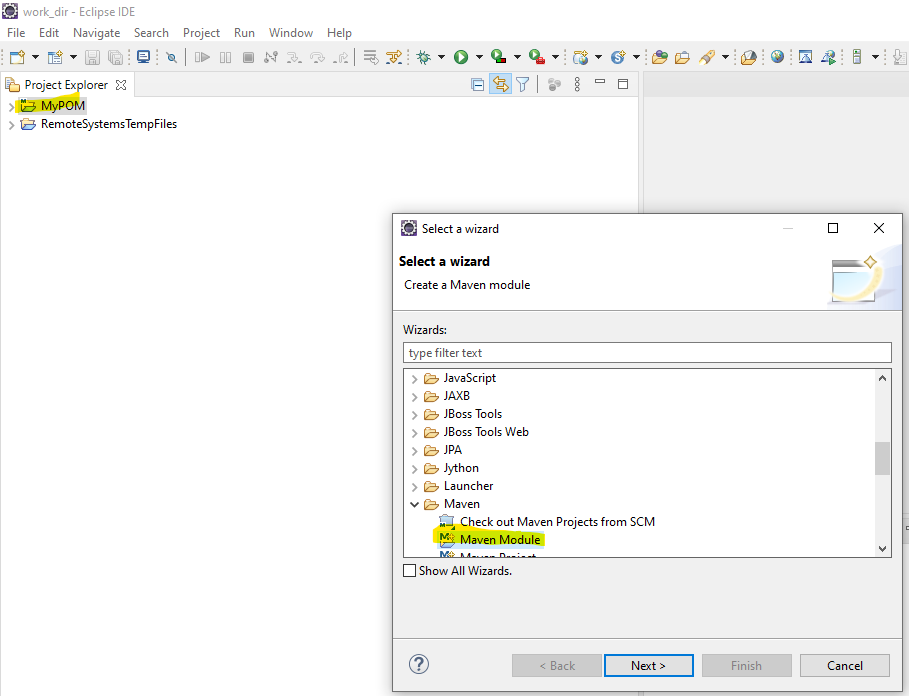 work_dir - Eclipse IDE
File Edit Navigate Search Project Run Window Help
Project Explorer
MyPOM
RemoteSystemsTempFiles
Select a wizard
Select a wizard
Create a Maven module
Wizards:
type filter text
JavaScript
JAXB
JBoss Tools
JBoss Tools Web
JPA
Jython
Launcher
Maven
Check out Maven Projects from SCM
Maven Module
Maven Project
Show All Wizards.
< Back Next > Finish Cancel